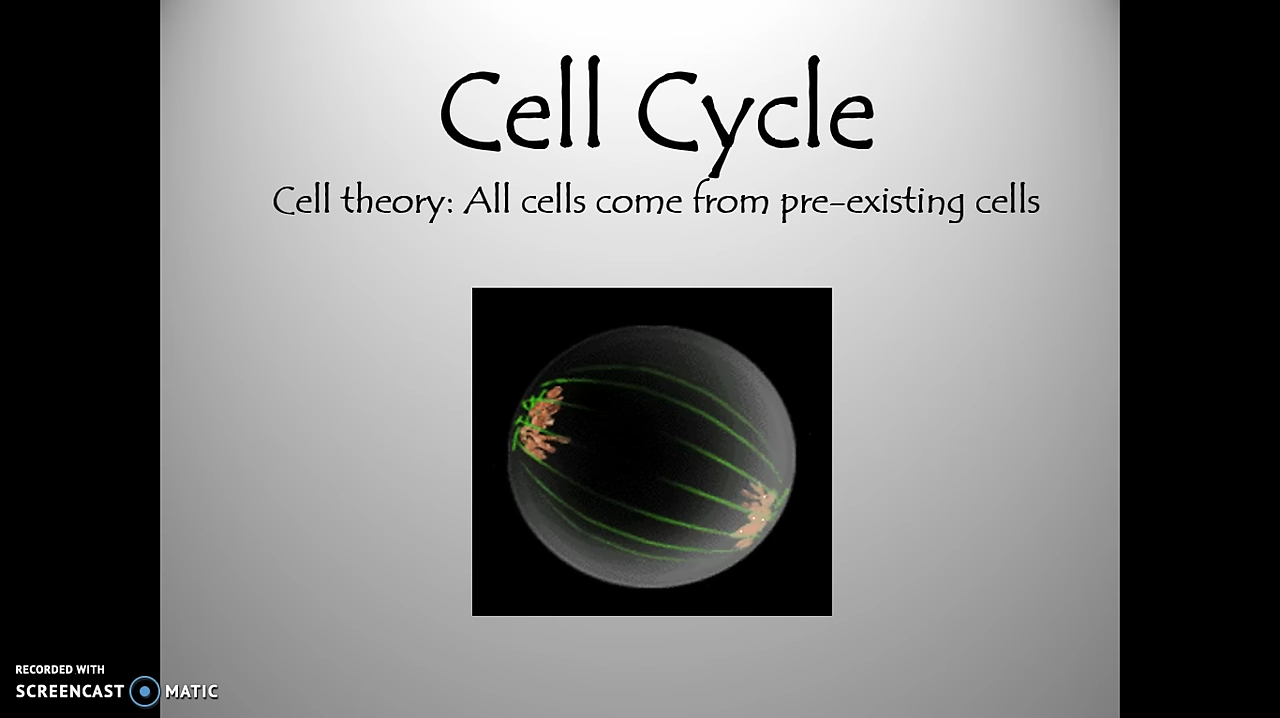 Cell Cycle
Cell theory: All cells come from pre-existing cells
RECORDED WITH
SCREENCAST MATIC